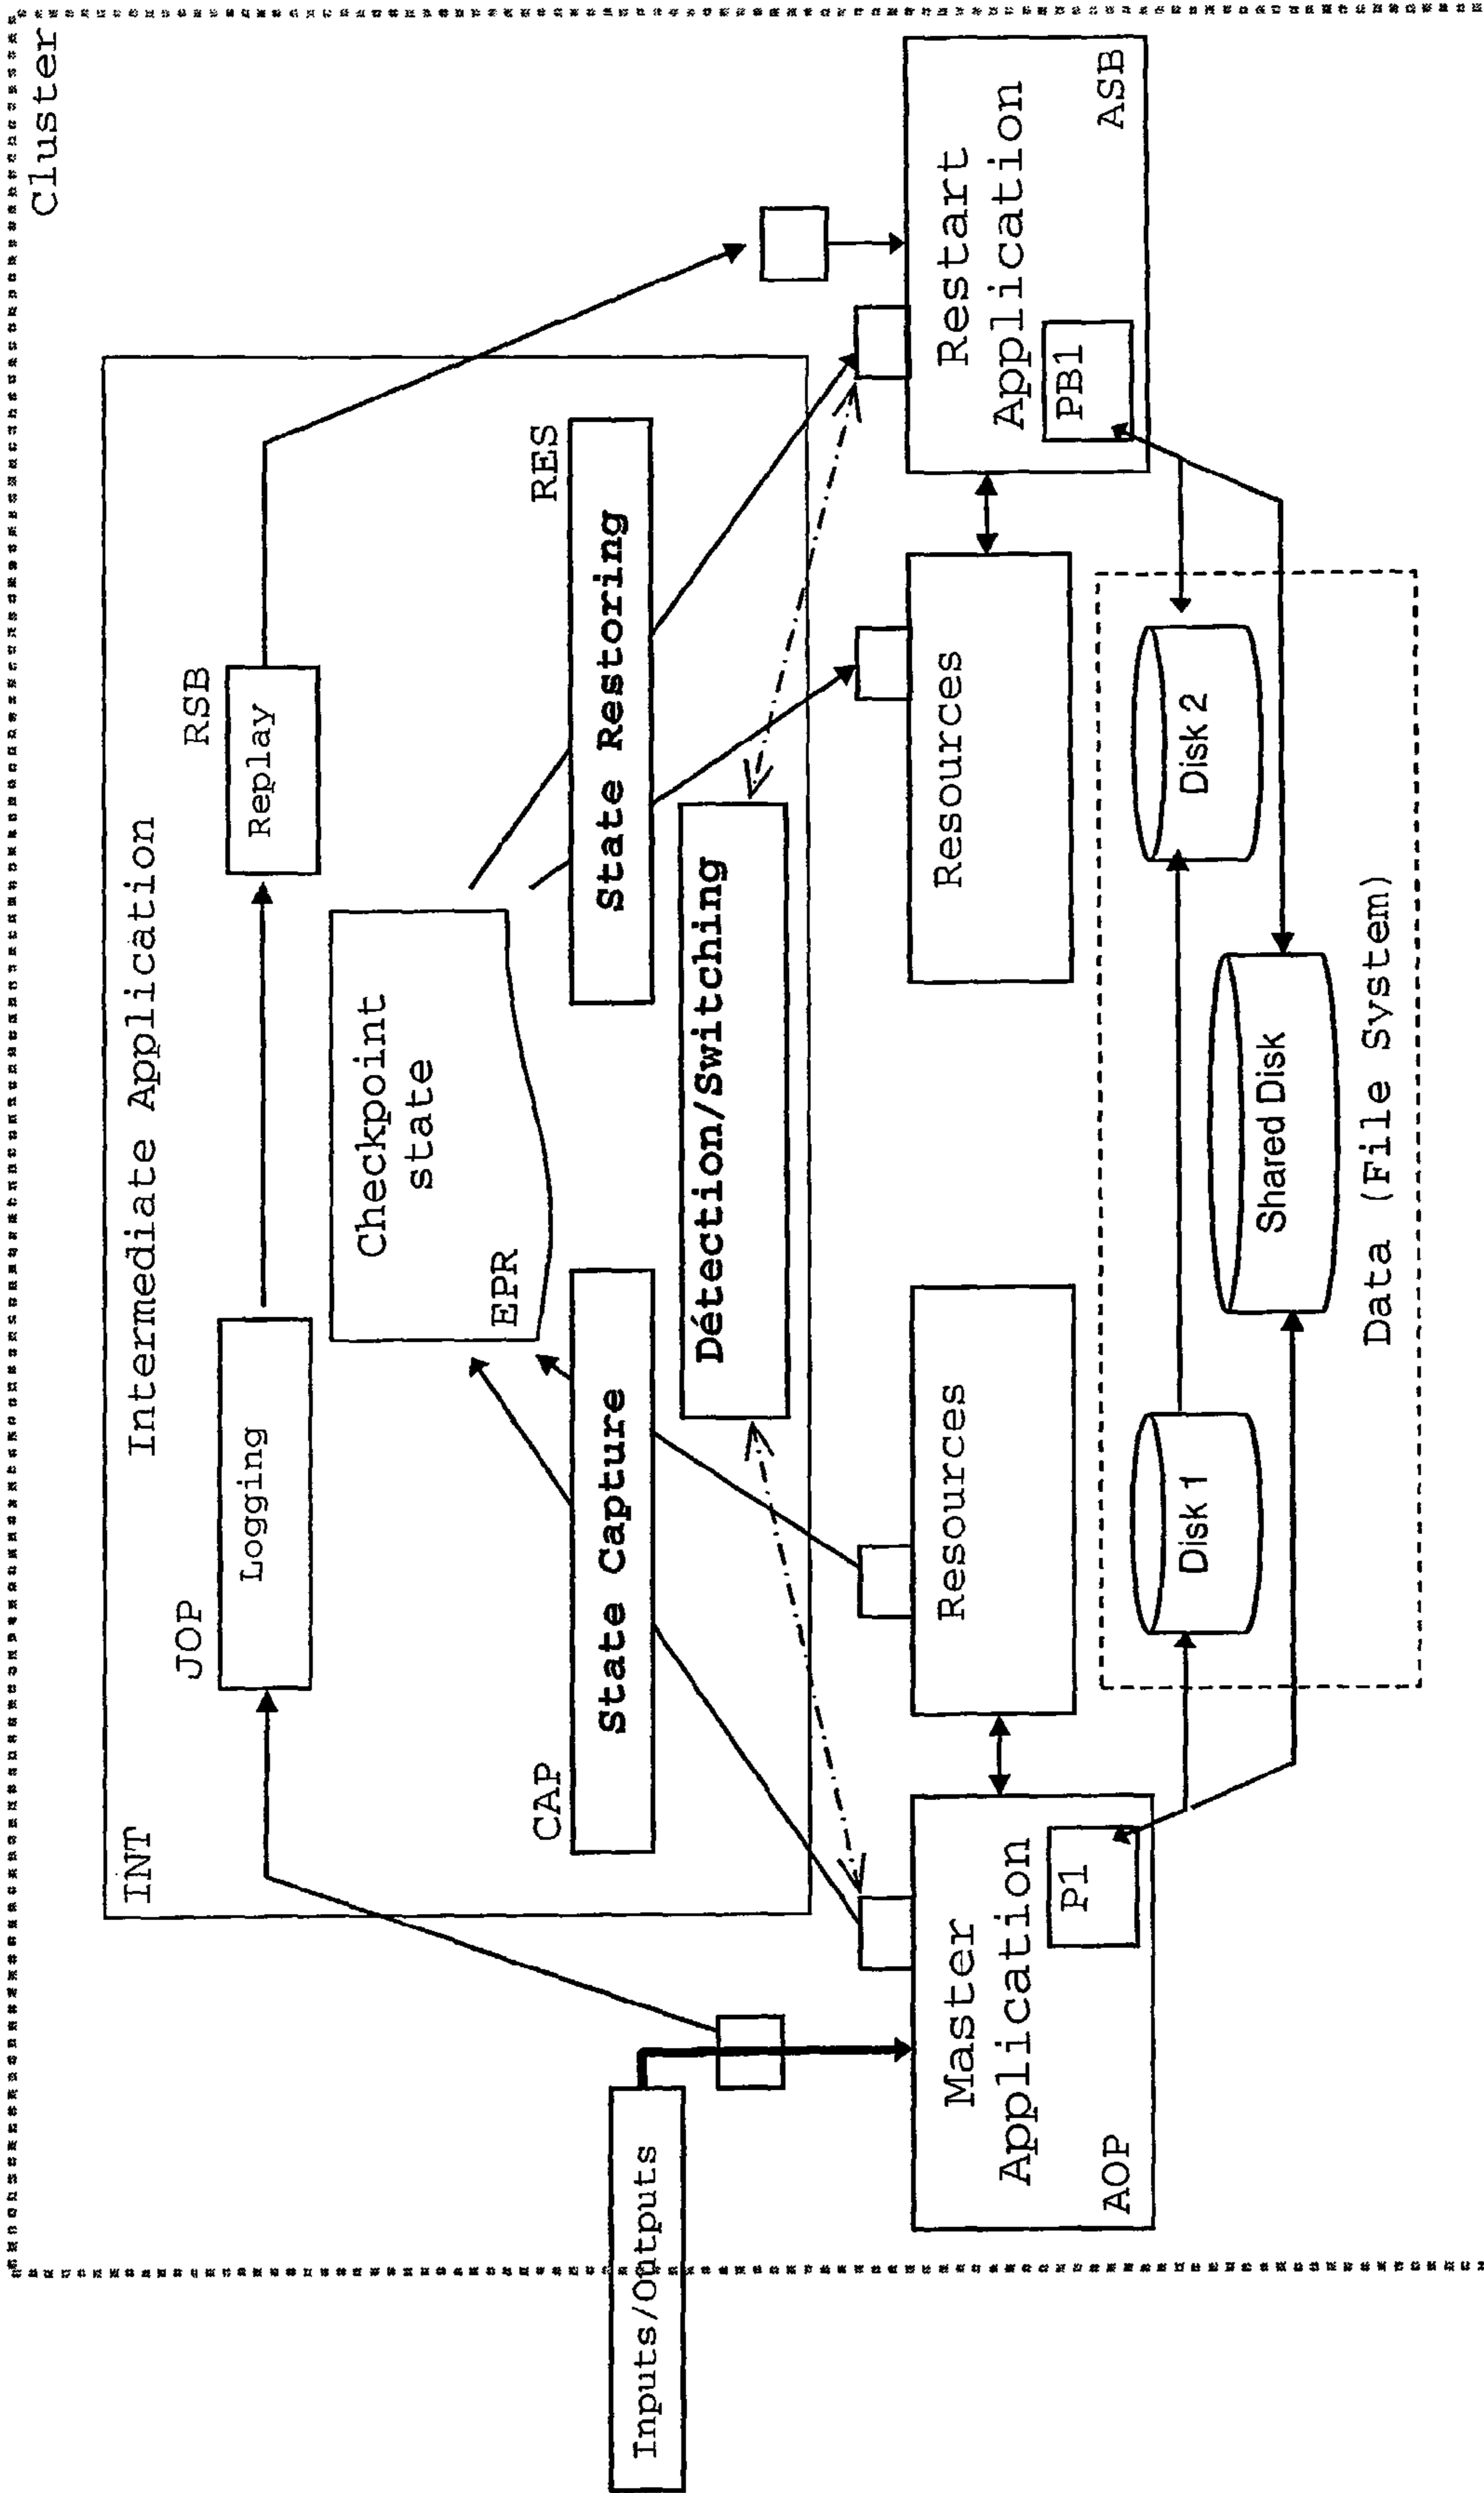 Cluster
INT
Intermediate Application
JOP
Logging
RSB
Replay
Checkpoint
state
EPR
CAP
State Capture
RES
State Restoring
Détection/Switching
Inputs/Outputs
Master
Application
P1
AOP
Resources
Resources
Restart
Application
PB1
ASB
Disk 1
Disk 2
Shared Disk
Data (File System)